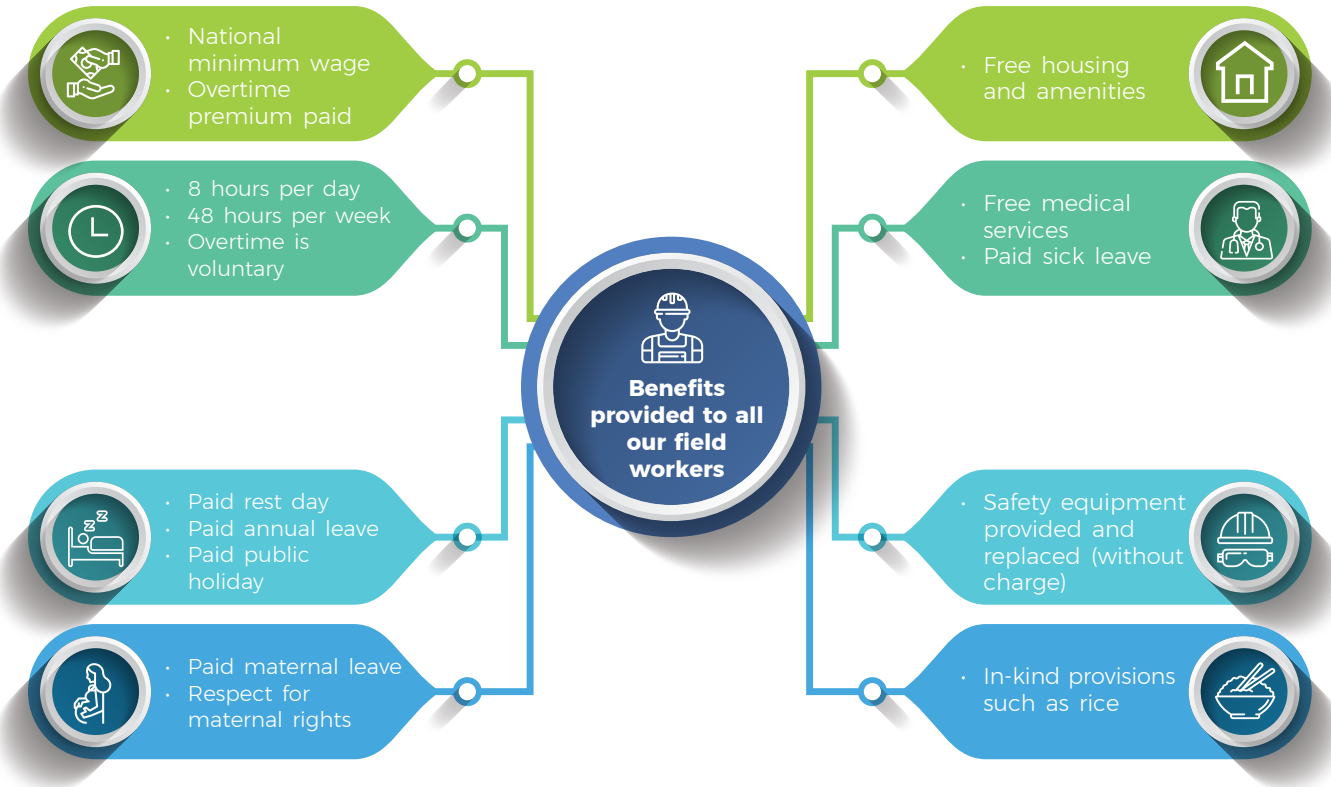 • National
minimum wage
• Overtime
premium paid
• 8 hours per day
• 48 hours per week
• Overtime is
voluntary
• Paid rest day
• Paid annual leave
• Paid public
holiday
• Paid maternal leave
• Respect for
maternal rights
Benefits
provided to all
our field
workers
• Free housing
and amenities
• Free medical
services
• Paid sick leave
• Safety equipment
provided and
replaced (without
charge)
• In-kind provisions
such as rice